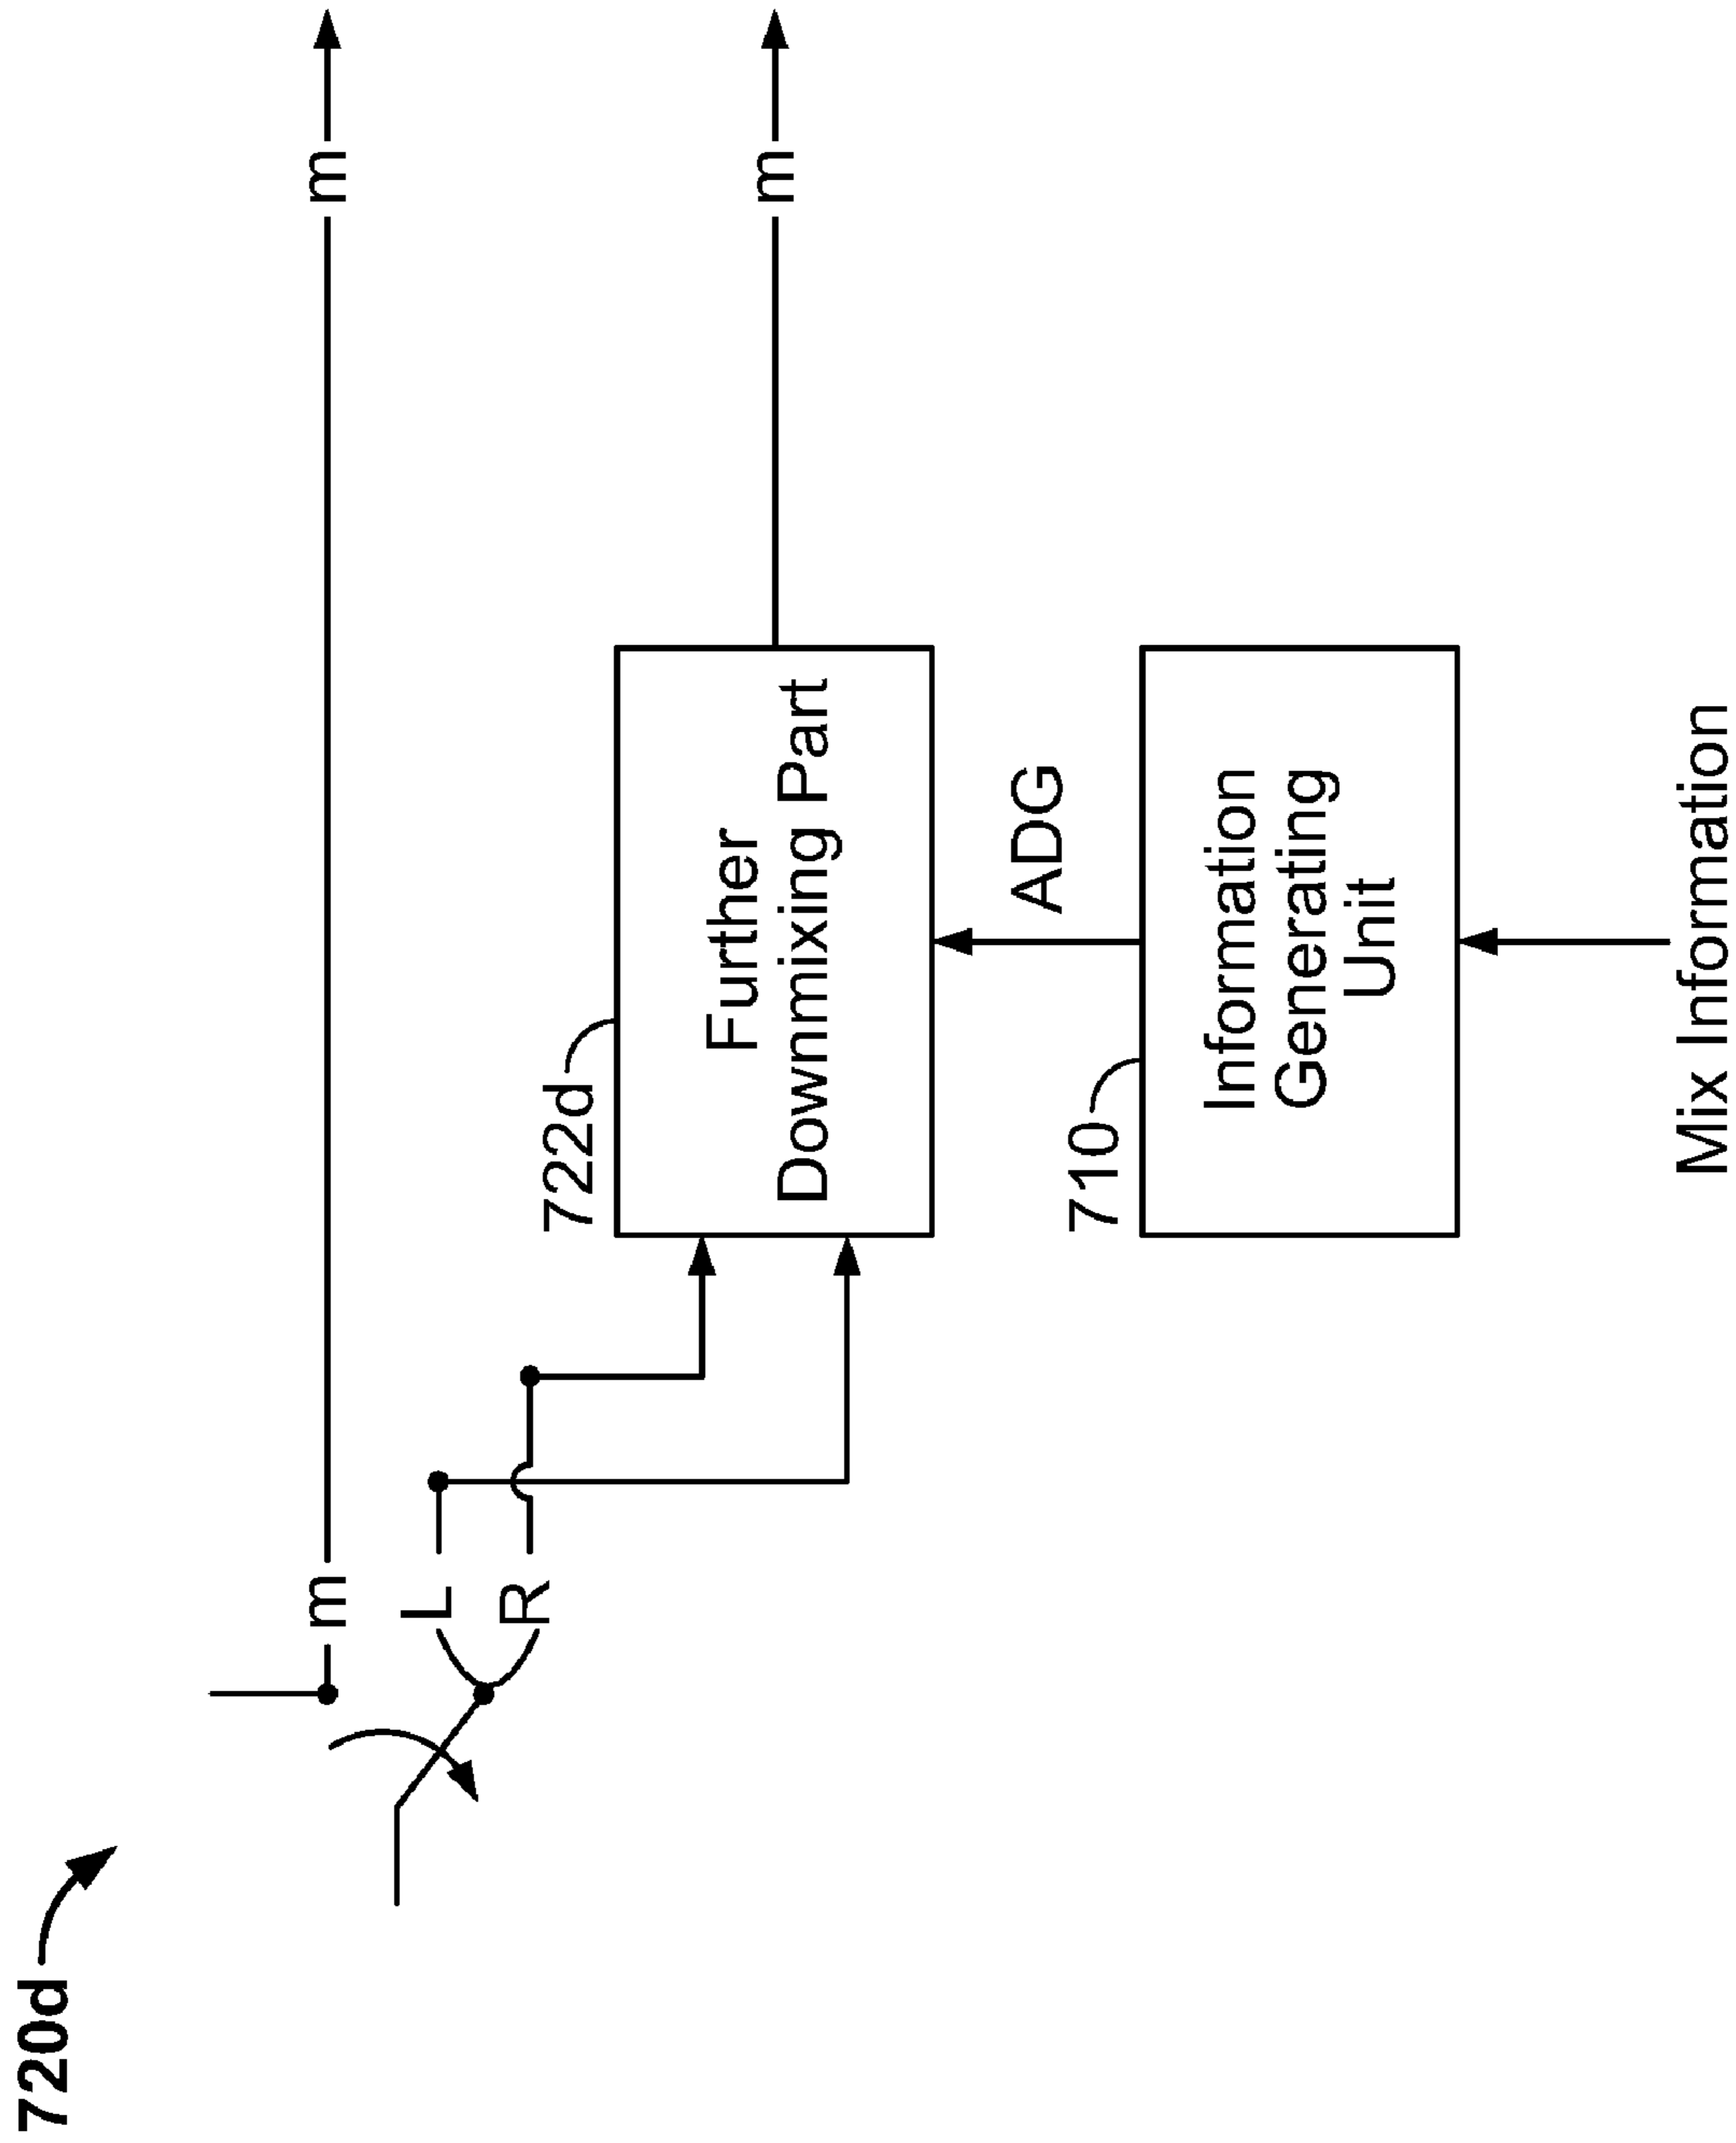 720d
m
m
L
R
722d
Further
Downmixing Part
m
ADG
710
Information
Generating
Unit
Mix Information